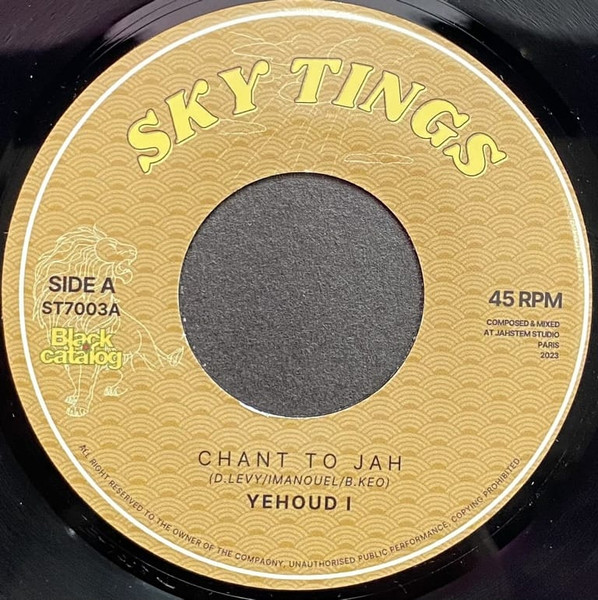 SKY TINGS
SIDE A
ST7003A
Black catalog
45 RPM
COMPOSED & MIXED
AT JAHSTEM STUDIO
PARIS
2023
CHANT TO JAH
(D.LEVY/IMANOUEL/B.KEO)
YEHOUD I
ALL RIGHT RESERVED TO THE OWNER OF THE COMPAGNY, UNAUTHORISED PUBLIC PERFORMANCE, COPYING PROHIBITED